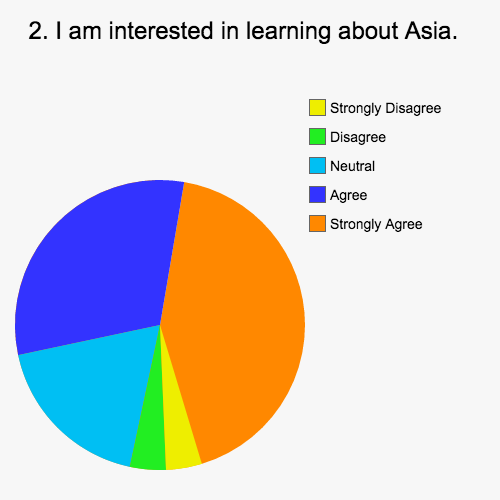 2. I am interested in learning about Asia.
Strongly Disagree
Disagree
Neutral
Agree
Strongly Agree